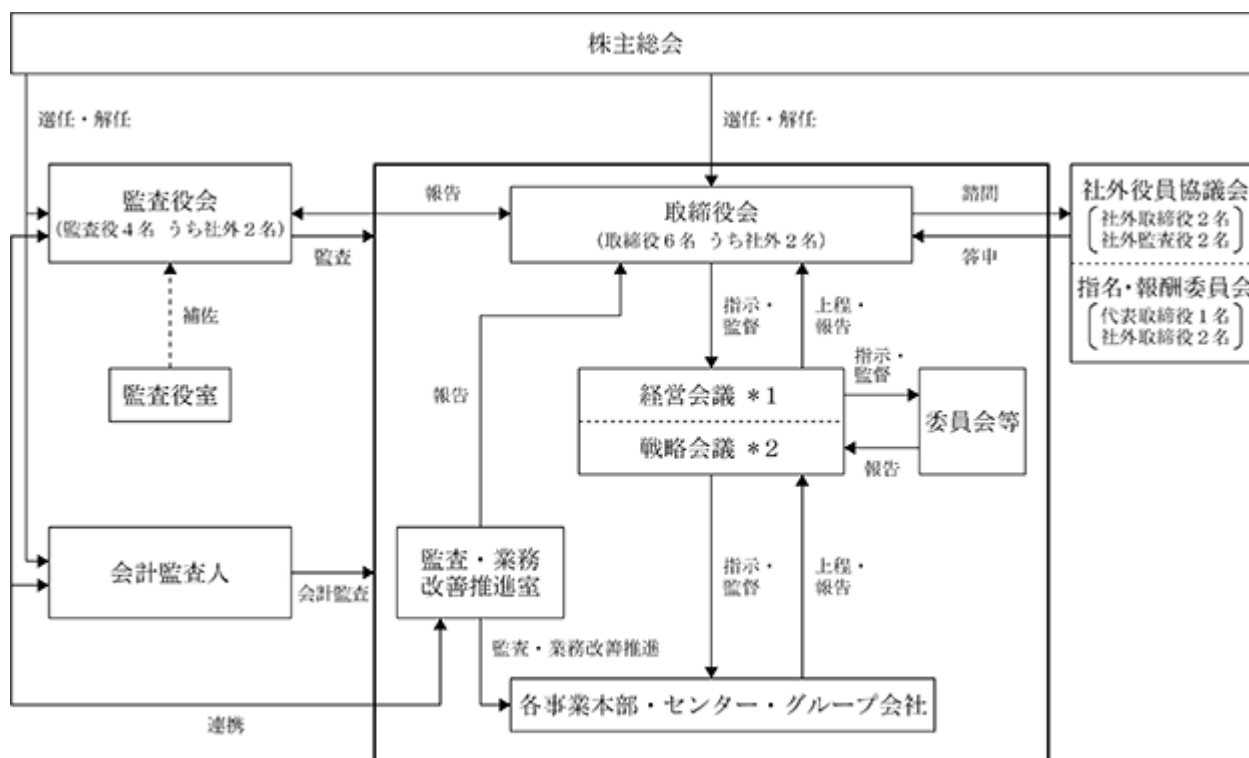 株主総会
選任・解任
選任・解任
監査役会
(監査役4名 うち社外2名)
報告
取締役会
(取締役6名 うち社外2名)
諮問
答申
社外役員協議会
社外取締役2名
社外監査役2名
指名・報酬委員会
代表取締役1名
社外取締役2名
監査
補佐
監査役室
報告
指示・
監督
上程・
報告
経営会議 *1
戦略会議 *2
指示・
監督
委員会等
報告
会計監査人
会計監査
監査・業務
改善推進室
指示・
監督
上程・
報告
監査・業務改善推進
各事業本部・センター・グループ会社
連携